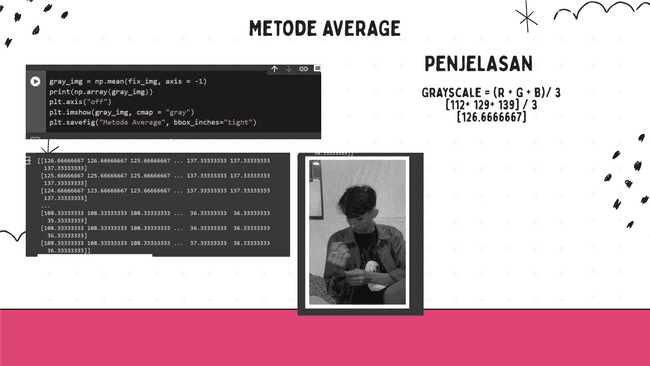 METODE AVERAGE
gray_img = np.mean(fix_img, axis = -1)
print(np.array(gray_img))
plt.axis("off")
plt.imshow(gray_img, cmap = "gray")
plt.savefig("Metode Average", bbox_inches="tight")
[[126.66666667 126.66666667 125.66666667 ... 137.33333333 137.33333333
137.33333333]
[125.66666667 125.66666667 125.66666667 ... 137.33333333 137.33333333
137.33333333]
[124.66666667 123.66666667 125.66666667 ... 137.33333333 137.33333333
137.33333333]
...
[108.33333333 108.33333333 108.33333333 ... 36.33333333 36.33333333
35.33333333]
[108.33333333 108.33333333 108.33333333 ... 36.33333333 36.33333333
36.33333333]
[108.33333333 108.33333333 108.33333333 ... 37.33333333 36.33333333
36.33333333]]
PENJELASAN
GRAYSCALE = (R + G + B)/ 3
[112+ 129+ 139] / 3
[126.6666667]